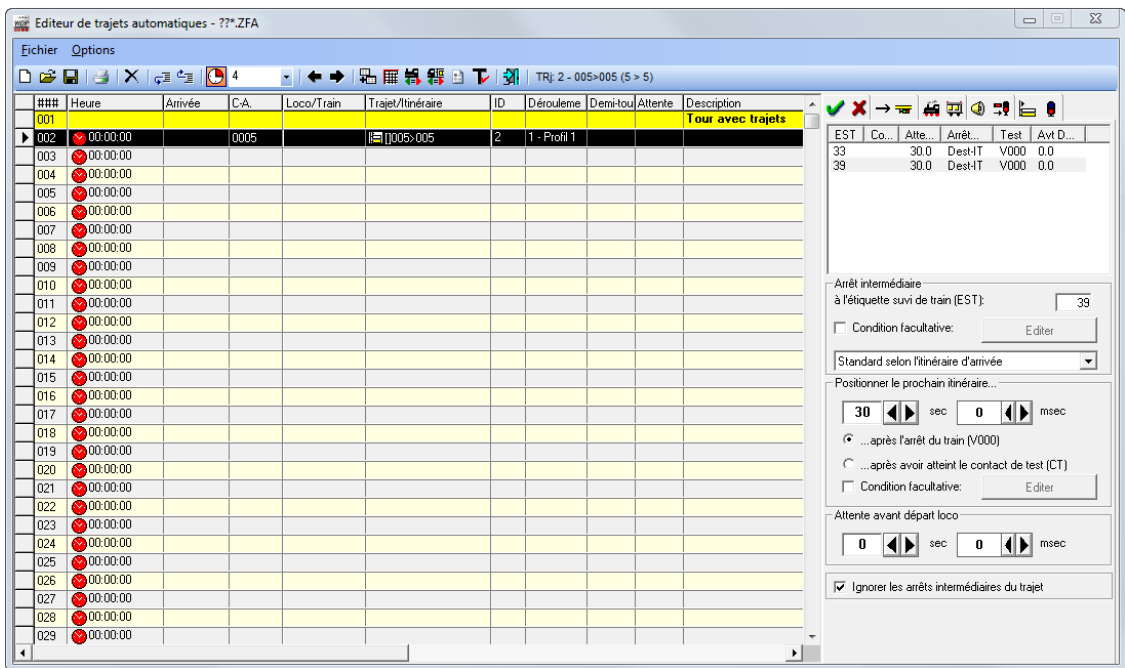 Editeur de trajets automatiques - ??*.ZFA
Fichier Options
4 TRj: 2 - 005>005 (5 > 5)
### Heure Arrivée C-A. Loco/Train Trajet/Itinéraire ID Dérouleme Demi-tou Attente Description
001 Tour avec trajets
002 00:00:00 0005 []005>005 2 1 - Profil 1
003 00:00:00
004 00:00:00
005 00:00:00
006 00:00:00
007 00:00:00
008 00:00:00
009 00:00:00
010 00:00:00
011 00:00:00
012 00:00:00
013 00:00:00
014 00:00:00
015 00:00:00
016 00:00:00
017 00:00:00
018 00:00:00
019 00:00:00
020 00:00:00
021 00:00:00
022 00:00:00
023 00:00:00
024 00:00:00
025 00:00:00
026 00:00:00
027 00:00:00
028 00:00:00
029 00:00:00
EST Co... Atte... Arrêt... Test Avt D...
33 30.0 Dest-IT V000 0.0
39 30.0 Dest-IT V000 0.0
Arrêt intermédiaire
à l'étiquette suivi de train (EST): 39
Condition facultative: Editer
Standard selon l'itinéraire d'arrivée
Positionner le prochain itinéraire...
30 sec 0 msec
...après l'arrêt du train (V000)
...après avoir atteint le contact de test (CT)
Condition facultative: Editer
Attente avant départ loco
0 sec 0 msec
Ignorer les arrêts intermédiaires du trajet